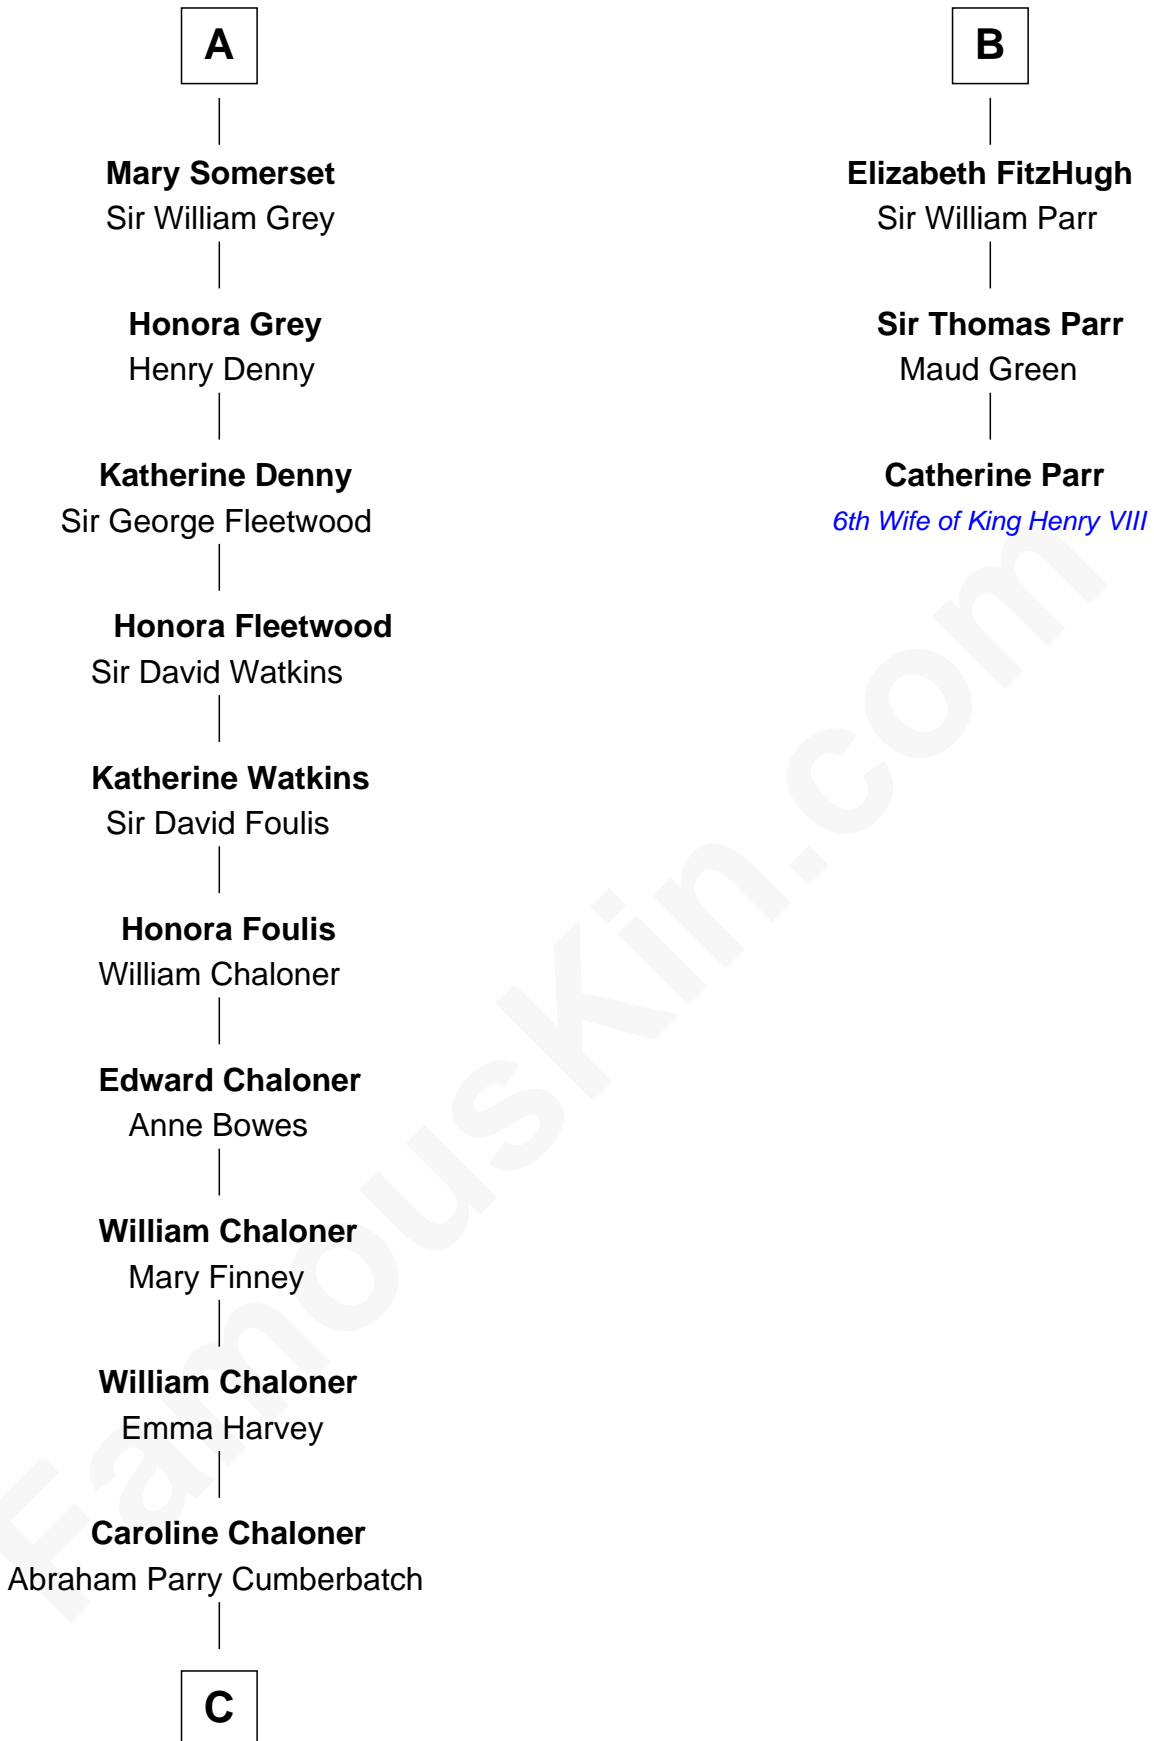 A
Mary Somerset
Sir William Grey
Honora Grey
Henry Denny
Katherine Denny
Sir George Fleetwood
Honora Fleetwood
Sir David Watkins
Katherine Watkins
Sir David Foulis
Honora Foulis
William Chaloner
Edward Chaloner
Anne Bowes
William Chaloner
Mary Finney
William Chaloner
Emma Harvey
Caroline Chaloner
Abraham Parry Cumberbatch
C
B
Elizabeth FitzHugh
Sir William Parr
Sir Thomas Parr
Maud Green
Catherine Parr
6th Wife of King Henry VIII
FamousKin.com